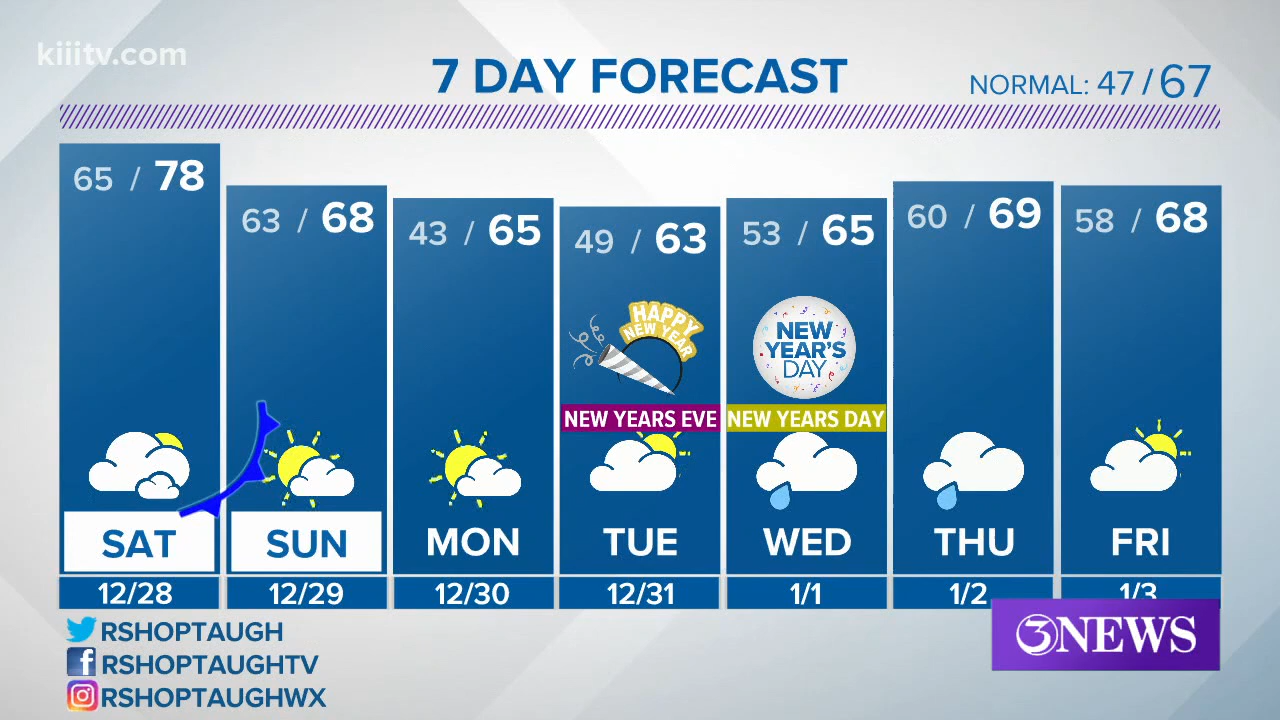 kiiitv.com
7 DAY FORECAST
NORMAL: 47 / 67
65 / 78
63 / 68
43 / 65
49 / 63
53 / 65
60 / 69
58 / 68
HAPPY
NEW YEAR
NEW
YEAR'S
DAY
NEW YEARS EVE
NEW YEARS DAY
SAT
SUN
MON
TUE
WED
THU
FRI
12/28
12/29
12/30
12/31
1/1
1/2
1/3
RSHOPTAUGH
RSHOPTAUGHTV
RSHOPTAUGHWX
3NEWS